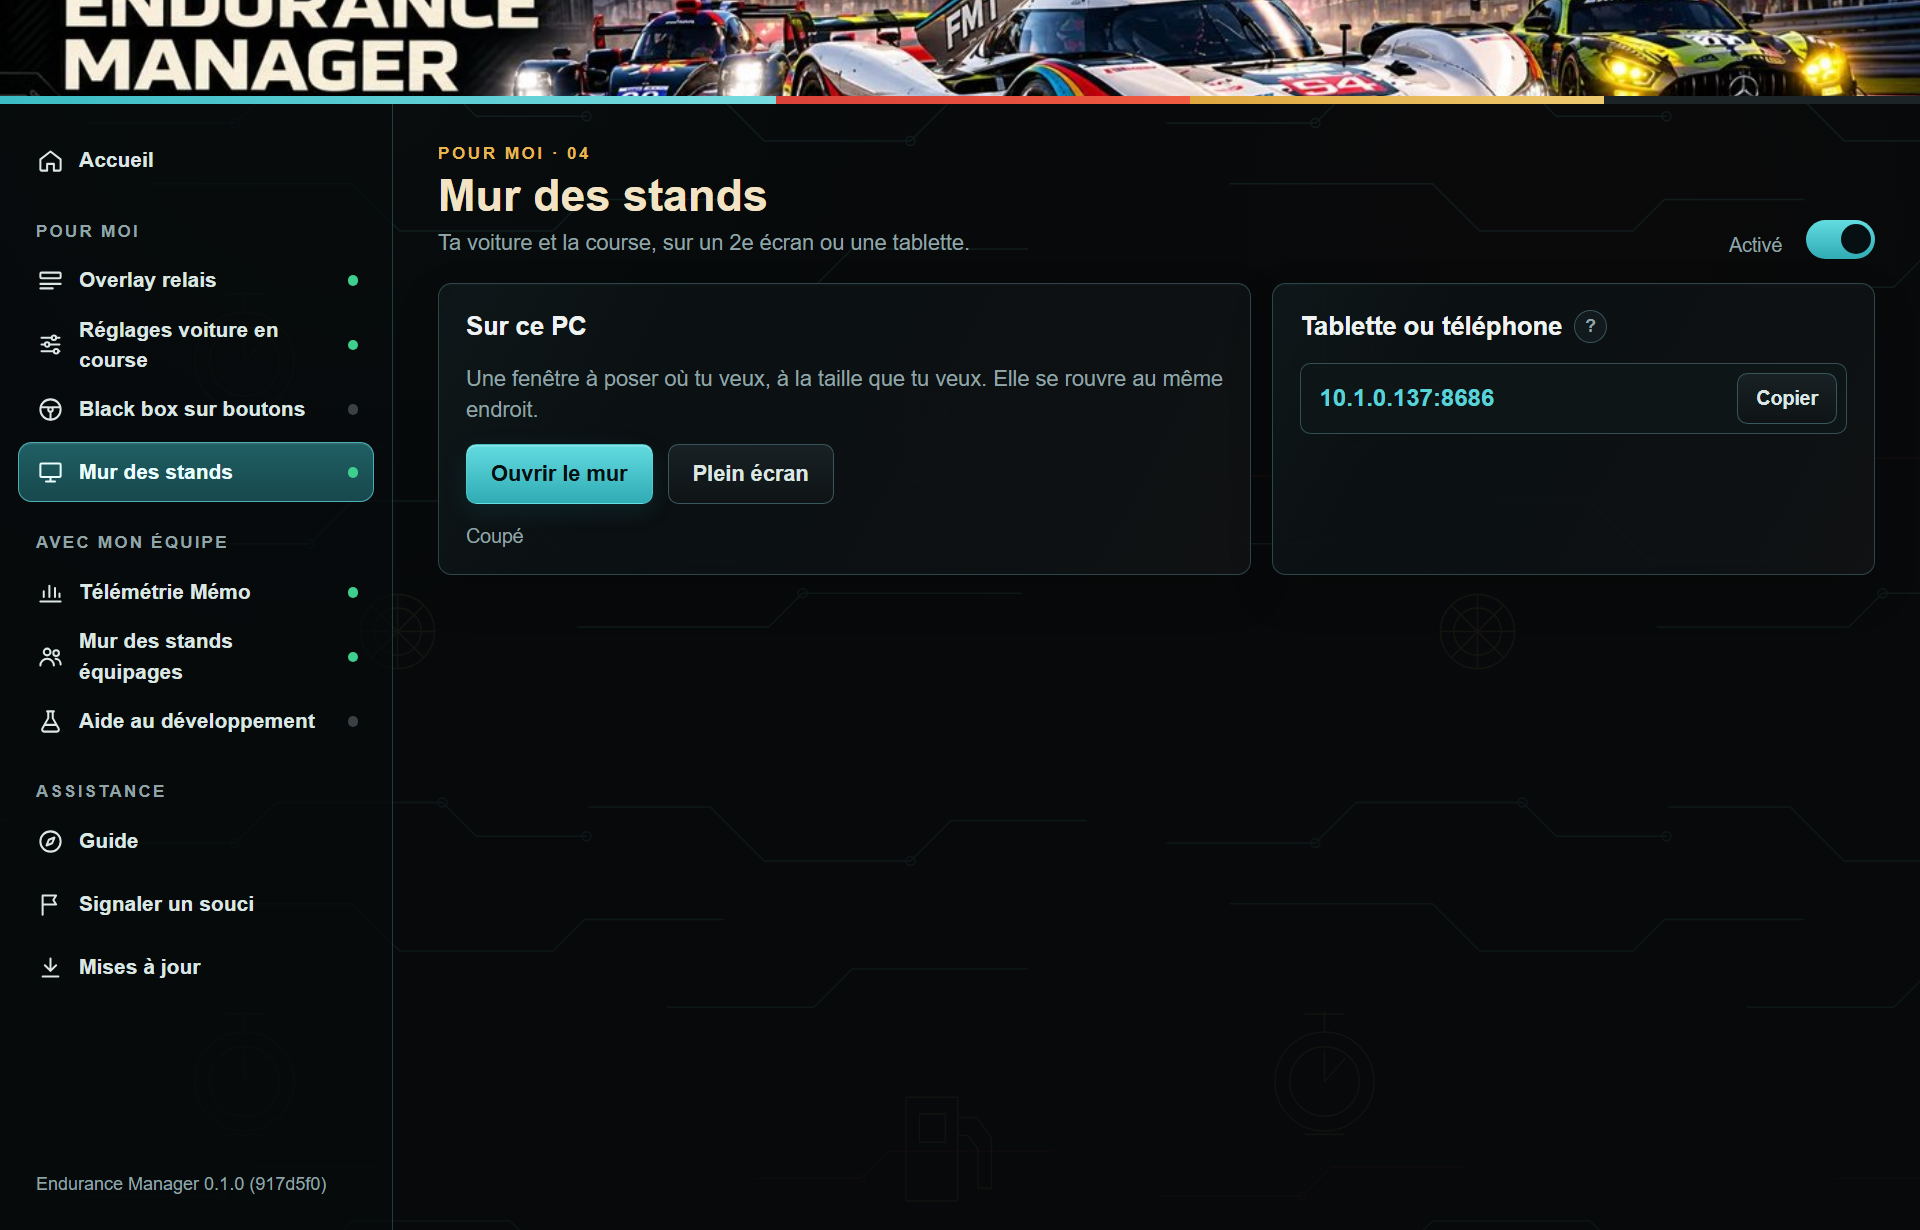 ENDURANCE
MANAGER
FMT
54
Accueil
POUR MOI
Overlay relais
Réglages voiture en
course
Black box sur boutons
Mur des stands
AVEC MON ÉQUIPE
Télémétrie Mémo
Mur des stands
équipages
Aide au développement
ASSISTANCE
Guide
Signaler un souci
Mises à jour
Endurance Manager 0.1.0 (917d5f0)
POUR MOI · 04
Mur des stands
Ta voiture et la course, sur un 2e écran ou une tablette.
Activé
Sur ce PC
Une fenêtre à poser où tu veux, à la taille que tu veux. Elle se rouvre au même
endroit.
Ouvrir le mur
Plein écran
Coupé
Tablette ou téléphone ?
10.1.0.137:8686
Copier